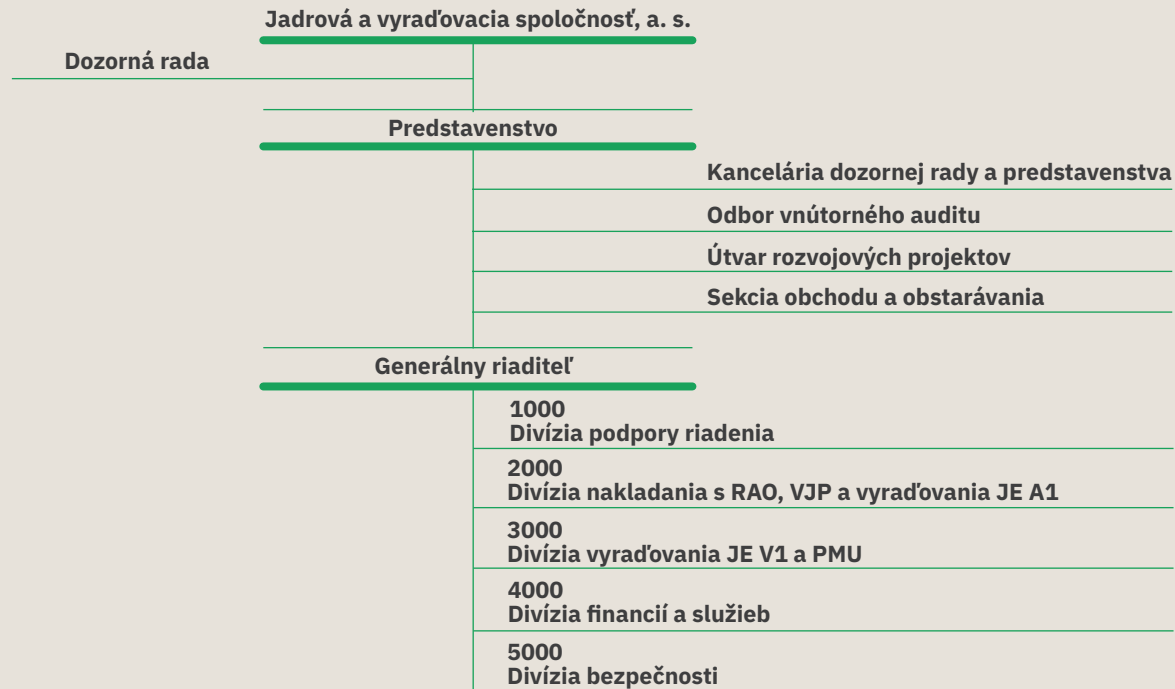 Jadrová a vyraďovacia spoločnosť, a. s.
Dozorná rada
Predstavenstvo
Kancelária dozornej rady a predstavenstva
Odbor vnútorného auditu
Útvar rozvojových projektov
Sekcia obchodu a obstarávania
Generálny riaditeľ
1000
Divízia podpory riadenia
2000
Divízia nakladania s RAO, VJP a vyraďovania JE A1
3000
Divízia vyraďovania JE V1 a PMU
4000
Divízia financií a služieb
5000
Divízia bezpečnosti